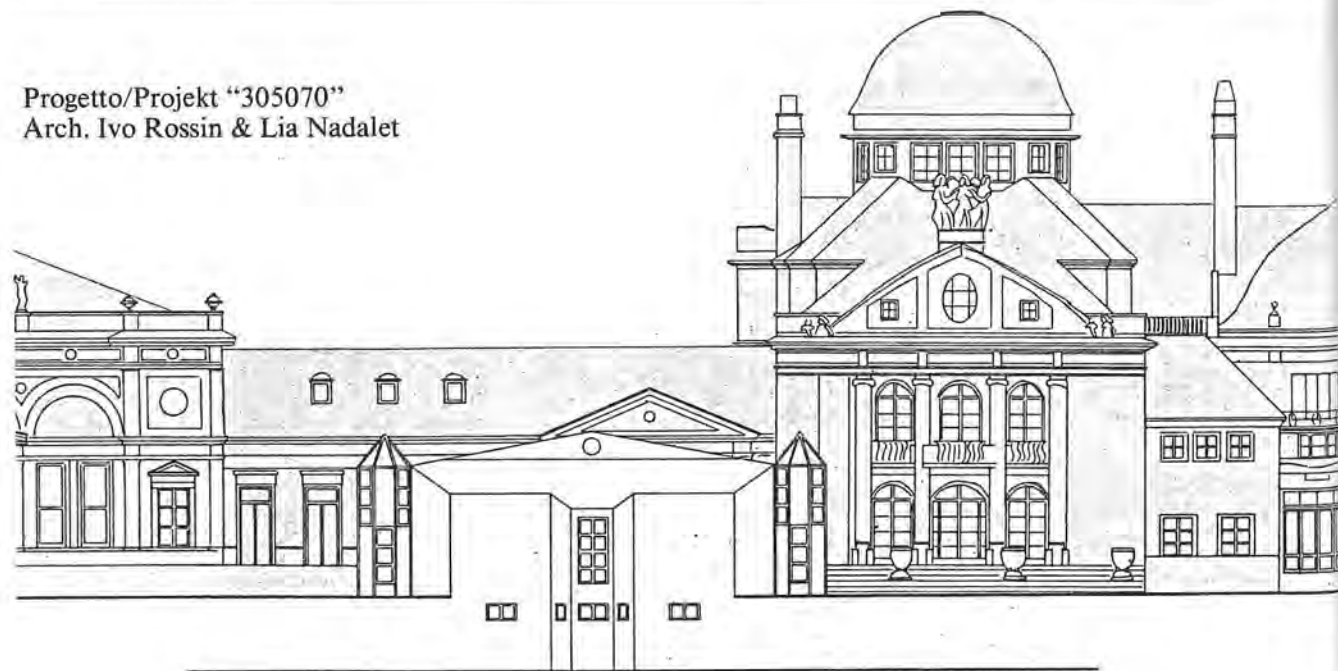 Progetto/Projekt “305070”
Arch. Ivo Rossin & Lia Nadalet